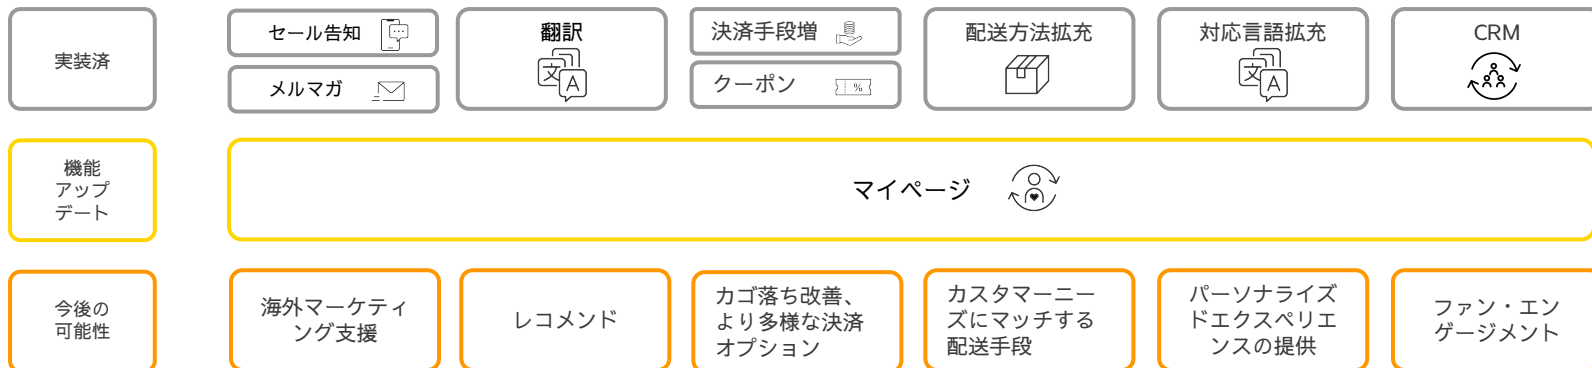 実装済
セール告知
メルマガ
翻訳
文
A
決済手段増
クーポン
%
配送方法拡充
対応言語拡充
文
A
CRM
機能
アップ
デート
マイページ
今後の
可能性
海外マーケティ
ング支援
レコメンド
カゴ落ち改善、
より多様な決済
オプション
カスタマーニー
ズにマッチする
配送手段
パーソナライズ
ドエクスペリエ
ンスの提供
ファン・エン
ゲージメント